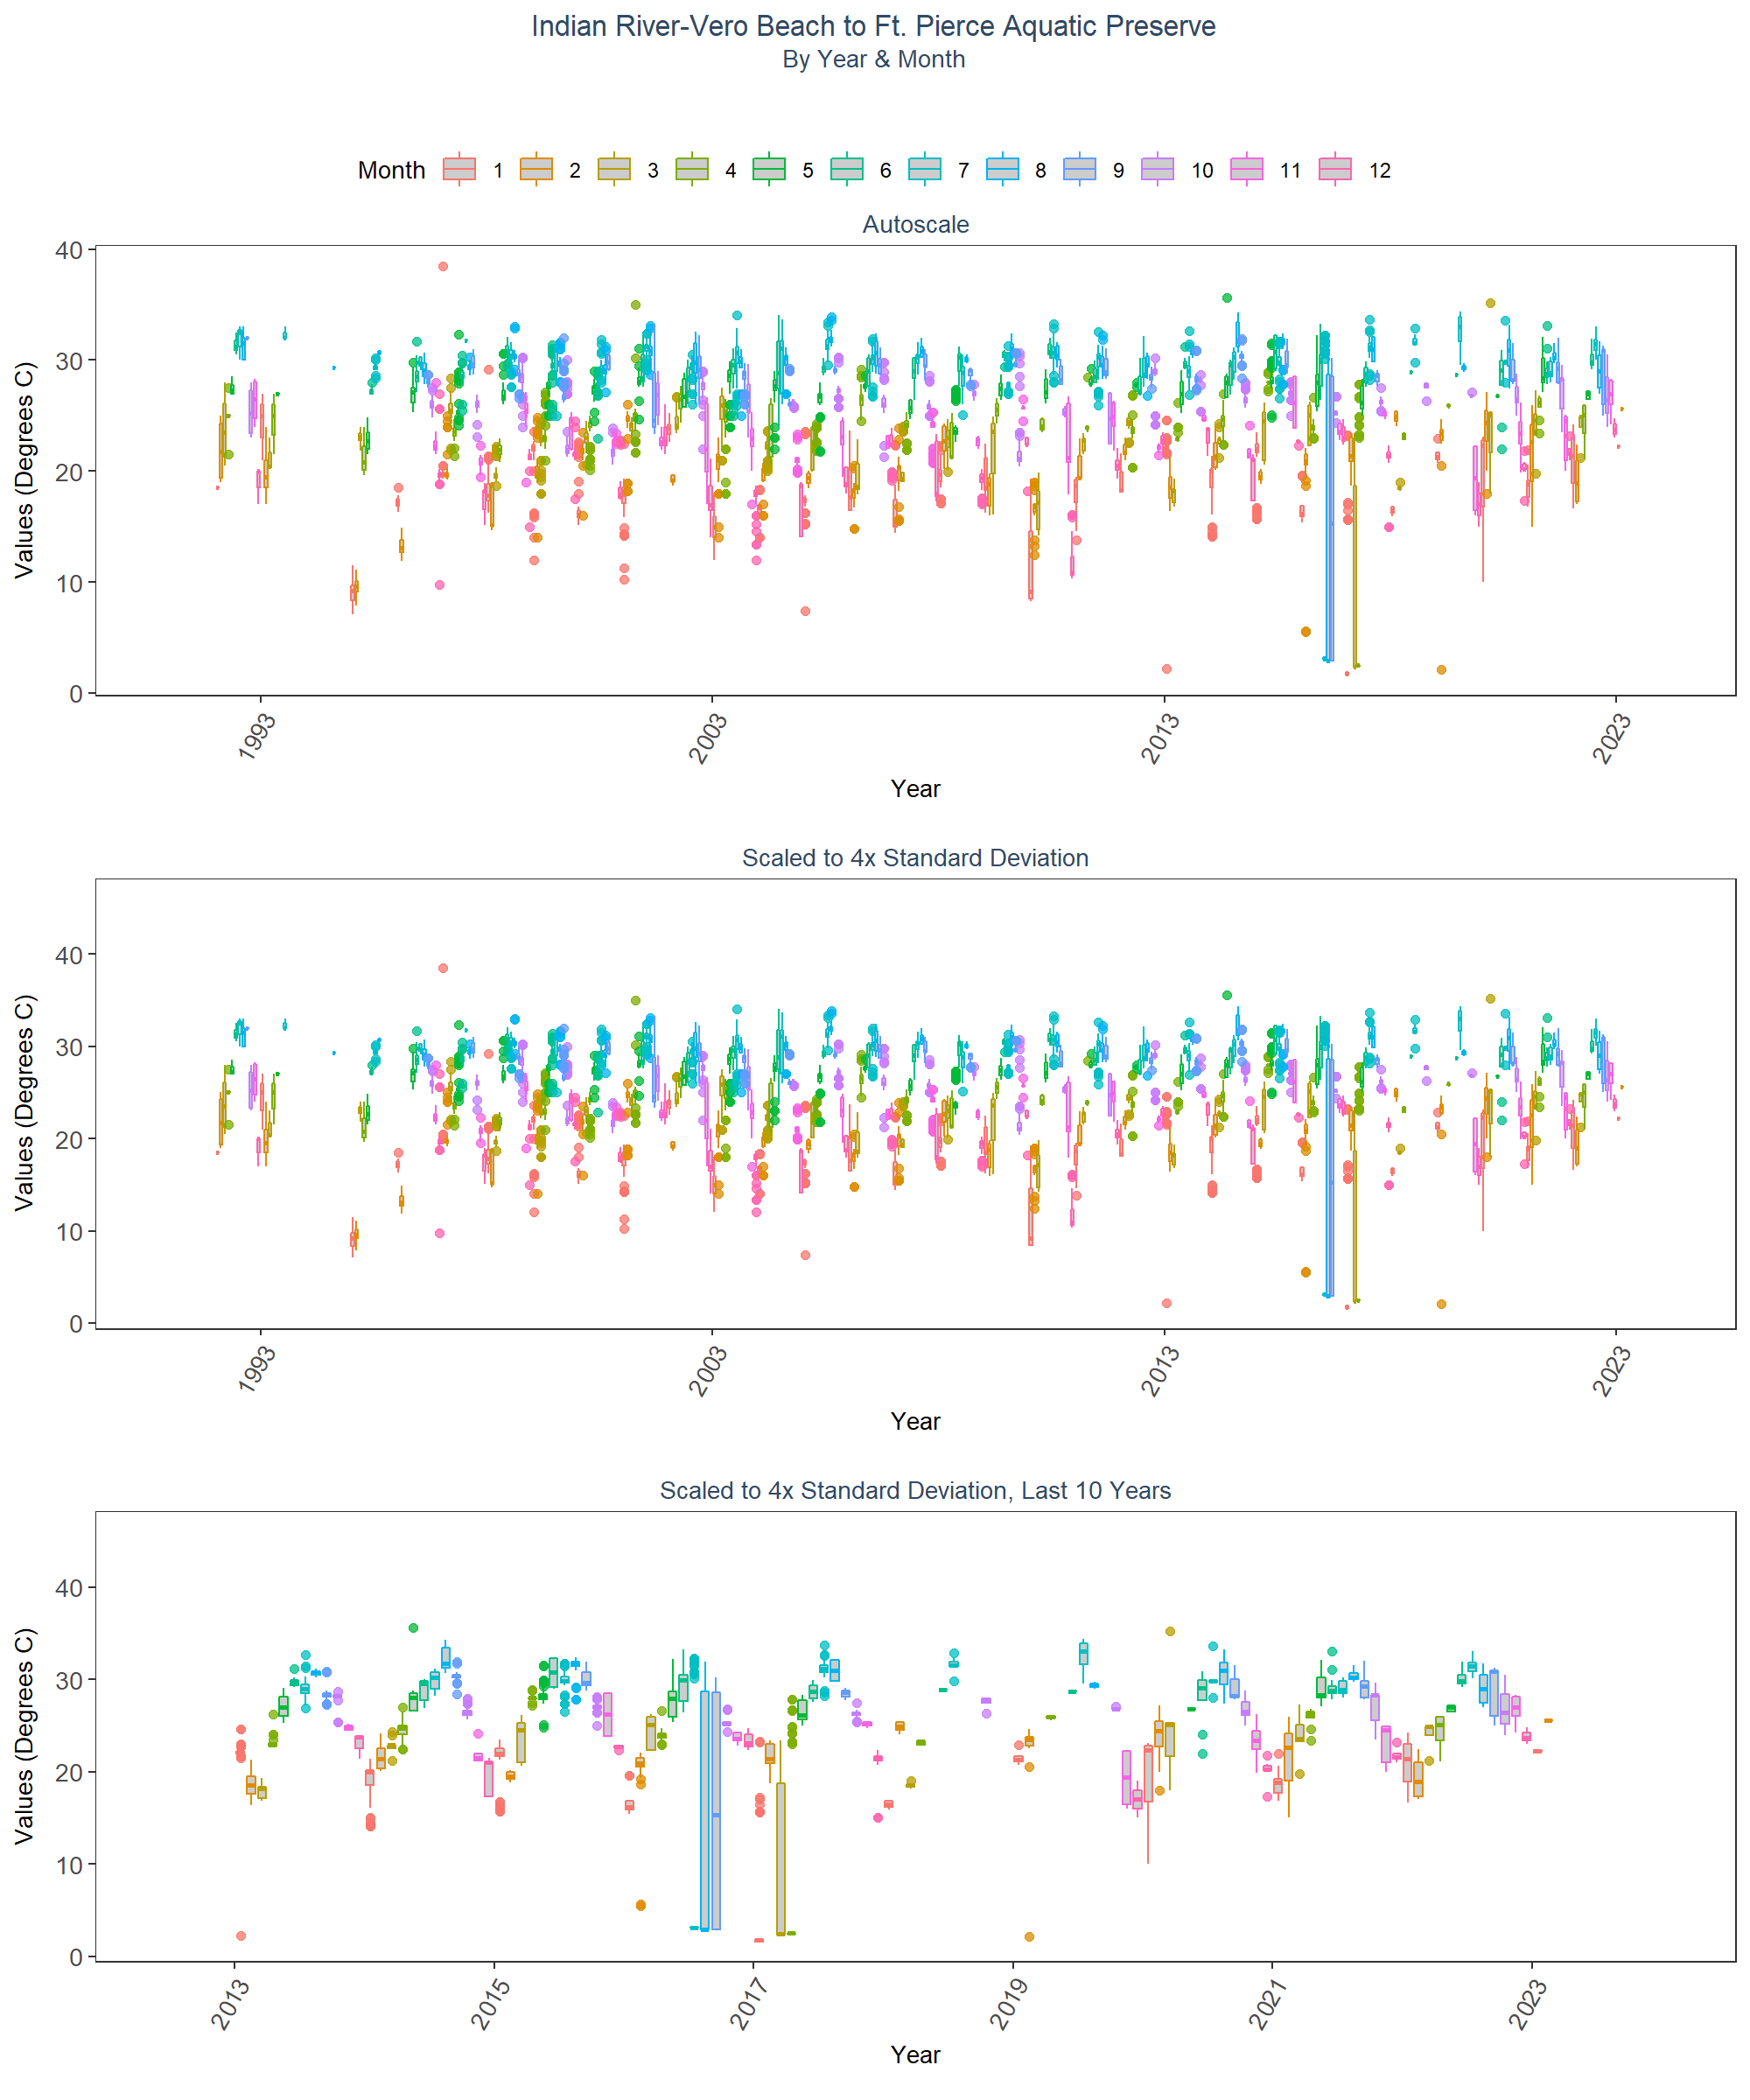 Indian River-Vero Beach to Ft. Pierce Aquatic Preserve
By Year & Month
Month 1 2 3 4 5 6 7 8 9 10 11 12
Autoscale
Values (Degrees C)
40
30
20
10
0
1993 2003 2013 2023
Year
Scaled to 4x Standard Deviation
Values (Degrees C)
40
30
20
10
0
1993 2003 2013 2023
Year
Scaled to 4x Standard Deviation, Last 10 Years
Values (Degrees C)
40
30
20
10
0
2013 2015 2017 2019 2021 2023
Year